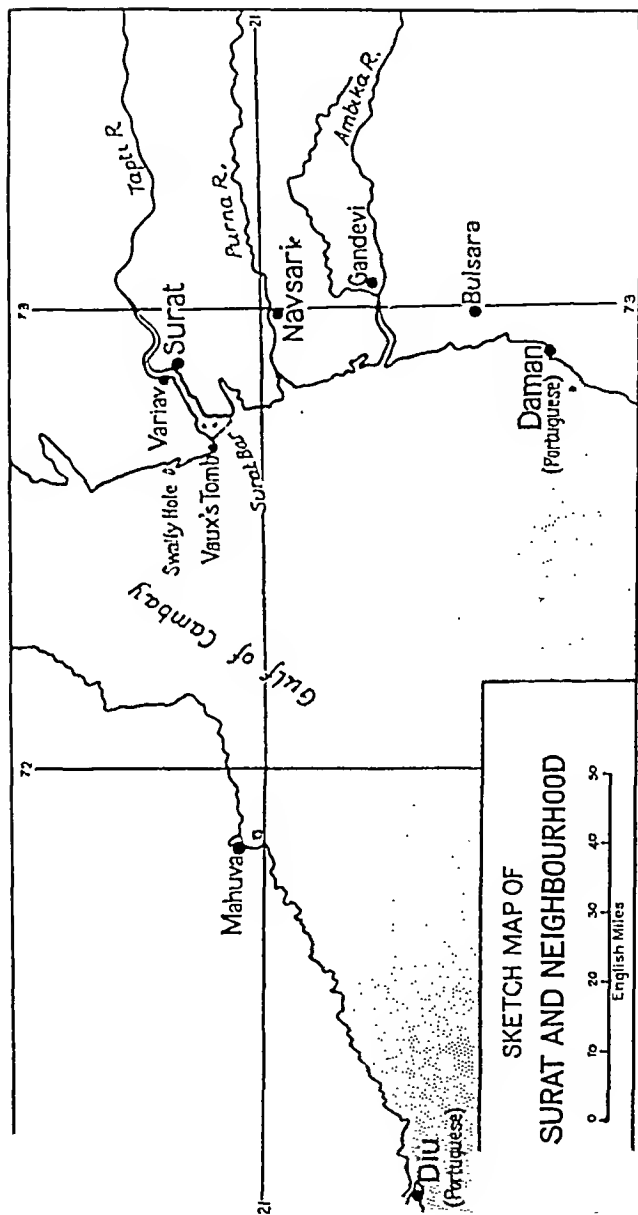 SKETCH MAP OF
SURAT AND NEIGHBOURHOOD
0 10 20 30 40 50
English Miles
72
73
21
Tapti R
Variav
Surat
Swally Hole
Vaux's Tomb
Surat Bar
Purna R.
21
Gulf of Cambay
Mahuva
Navsari
Ambika R.
Gandevi
Bulsara
Daman
(Portuguese)
Diu
(Portuguese)
73